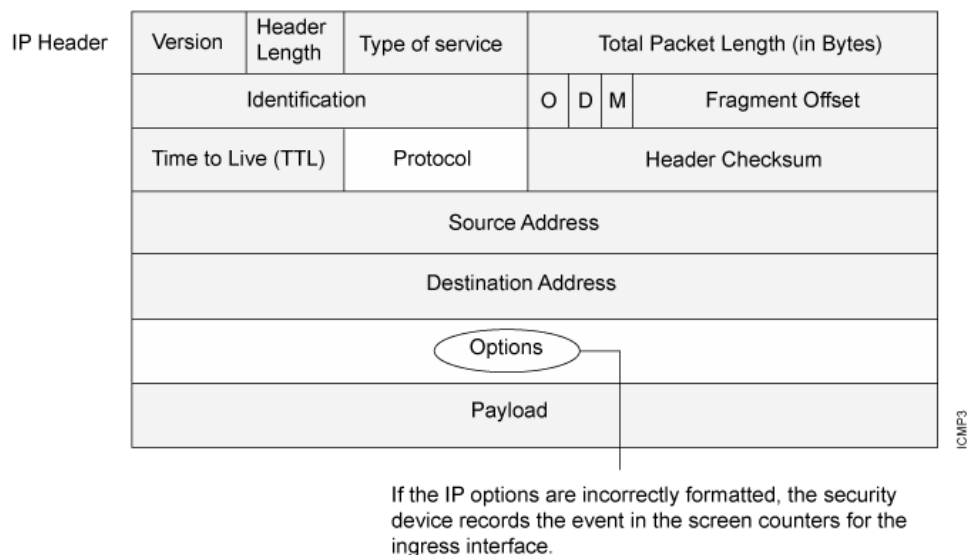 IP Header
Version
Header
Length
Type of service
Total Packet Length (in Bytes)
Identification
O
D
M
Fragment Offset
Time to Live (TTL)
Protocol
Header Checksum
Source Address
Destination Address
Options
Payload
ICMP3
If the IP options are incorrectly formatted, the security
device records the event in the screen counters for the
ingress interface.